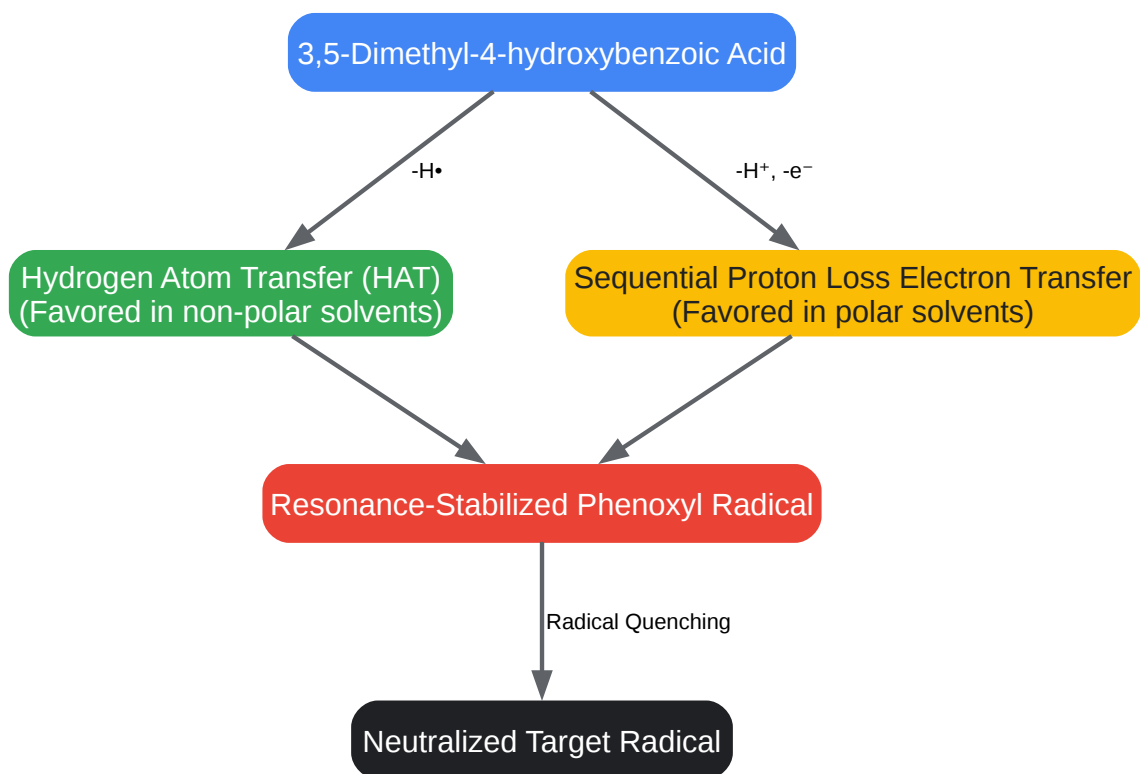 3,5-Dimethyl-4-hydroxybenzoic Acid
-H•
-H⁺, -e⁻
Hydrogen Atom Transfer (HAT)
(Favored in non-polar solvents)
Sequential Proton Loss Electron Transfer
(Favored in polar solvents)
Resonance-Stabilized Phenoxyl Radical
Radical Quenching
Neutralized Target Radical